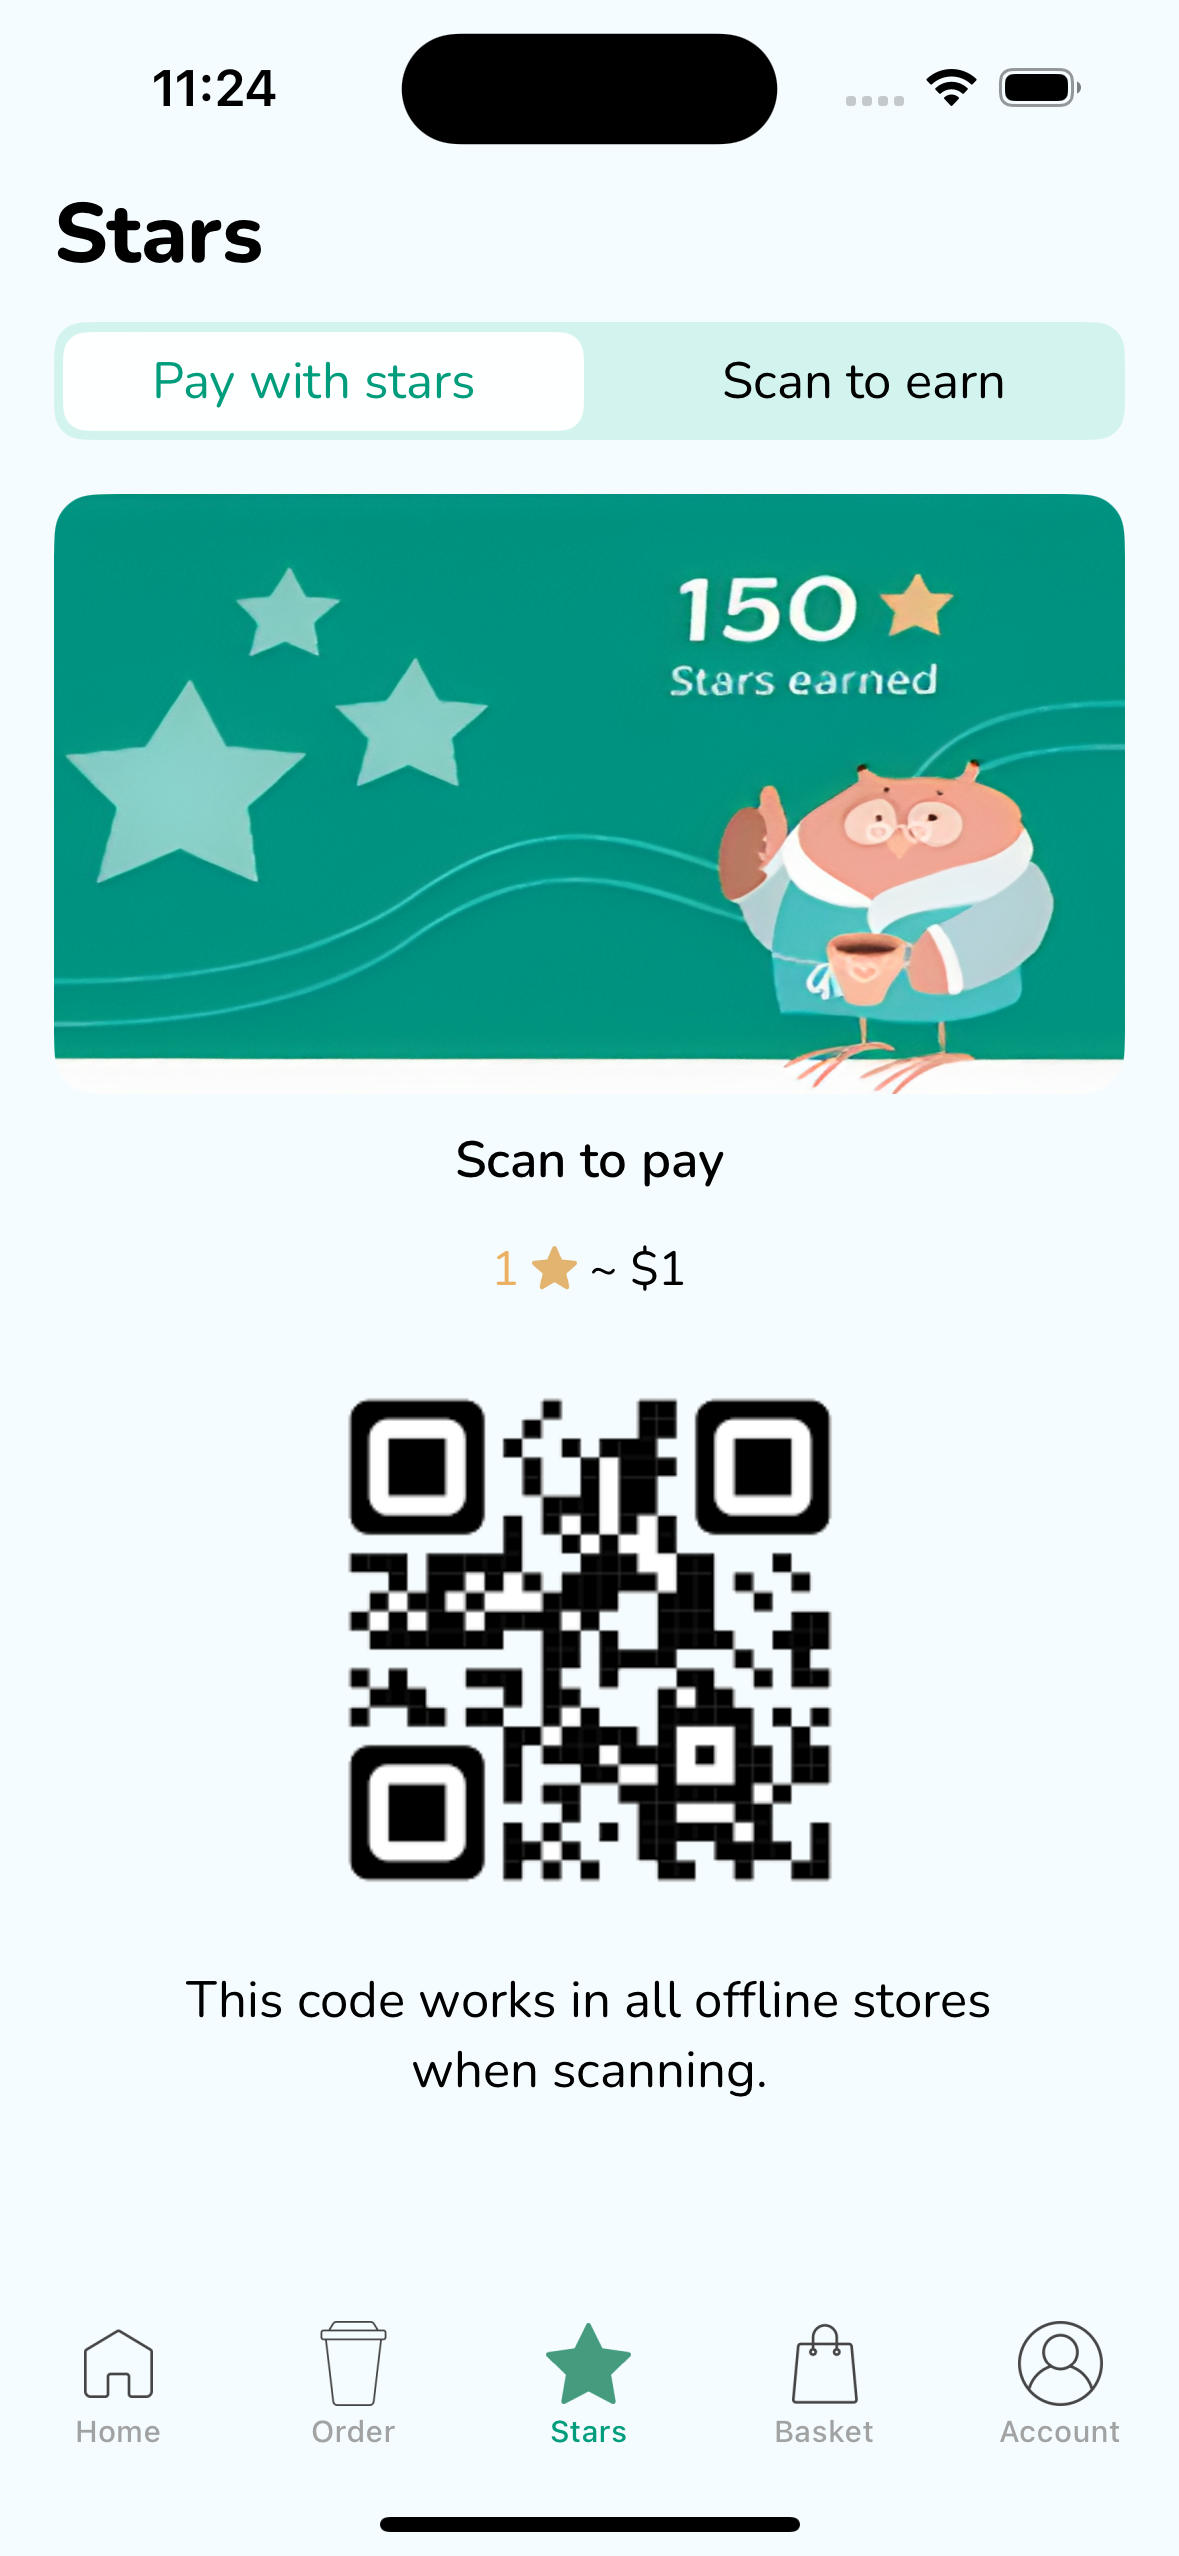 11:24
Stars
Pay with stars
Scan to earn
150
Stars earned
Scan to pay
1 ~ $1
This code works in all offline stores
when scanning.
Home
Order
Stars
Basket
Account